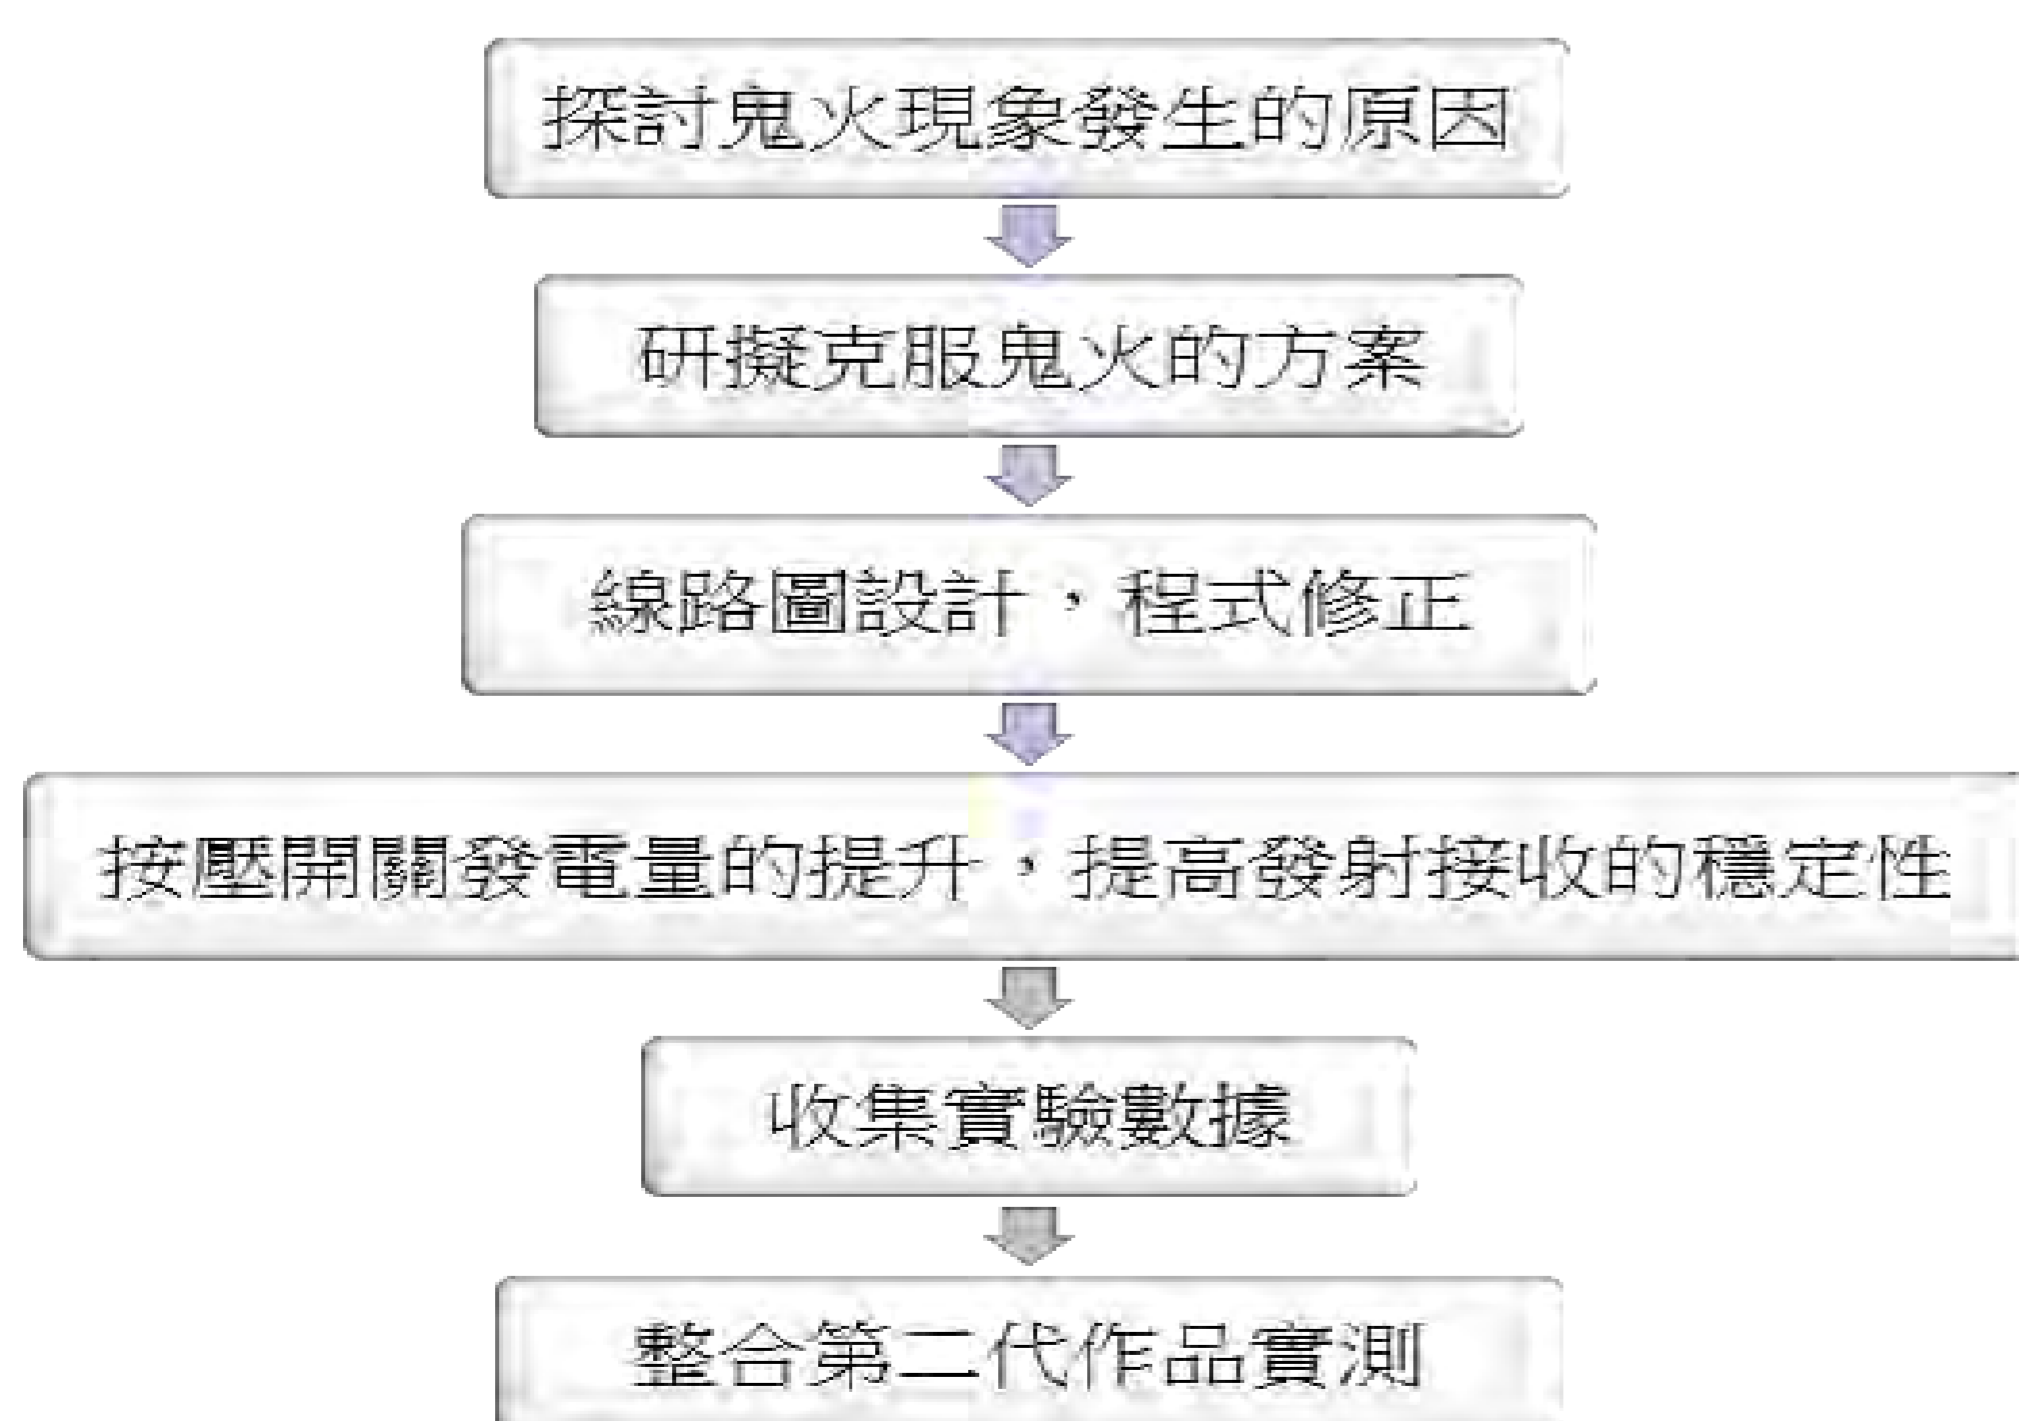 探討鬼火現象發生的原因
研擬克服鬼火的方案
線路圖設計，程式修正
按壓開關發電量的提升，提高發射接收的穩定性
收集實驗數據
整合第二代作品實測